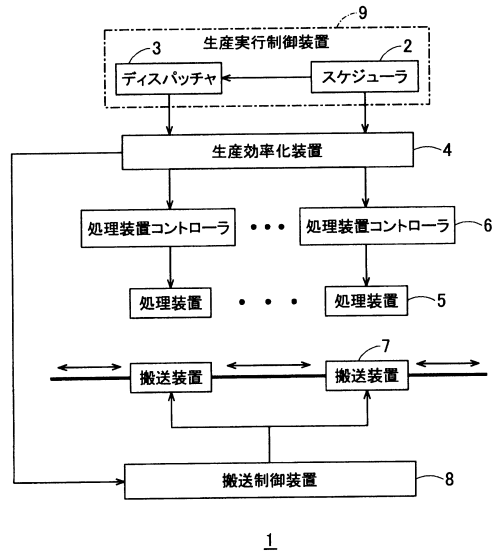 9
生産実行制御装置
3
2
ディスパッチャ
スケジューラ
生産効率化装置
4
処理装置コントローラ
処理装置コントローラ
6
処理装置
処理装置
5
7
搬送装置
搬送装置
搬送制御装置
8
1